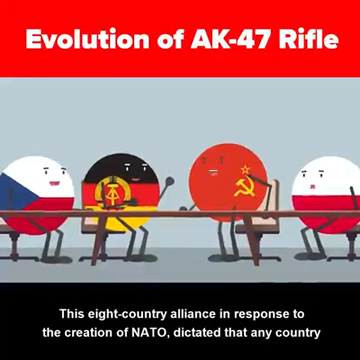 Evolution of AK-47 Rifle
This eight-country alliance in response to
the creation of NATO, dictated that any country